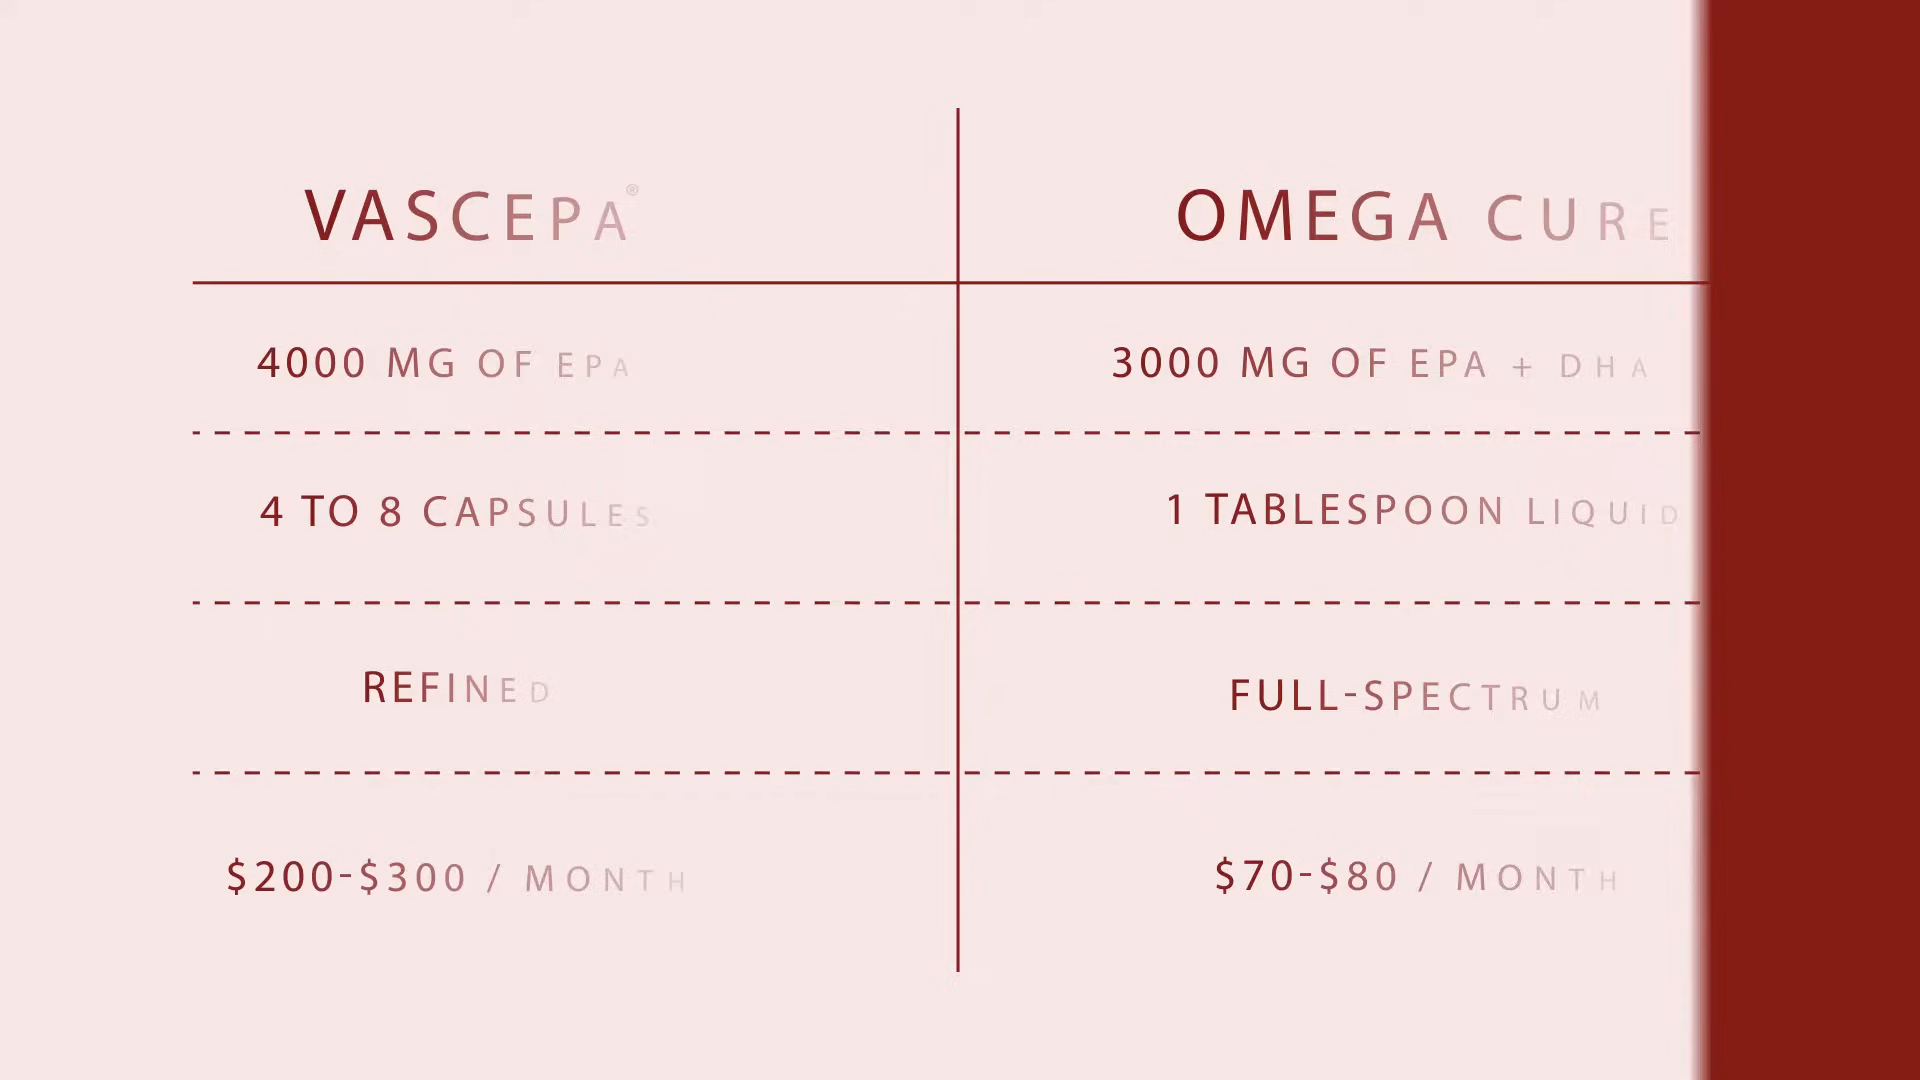 VASCEPA®
OMEGA CURE
4000 MG OF EPA
3000 MG OF EPA + DHA
4 TO 8 CAPSULES
1 TABLESPOON LIQUID
REFINED
FULL-SPECTRUM
$200-$300 / MONTH
$70-$80 / MONTH